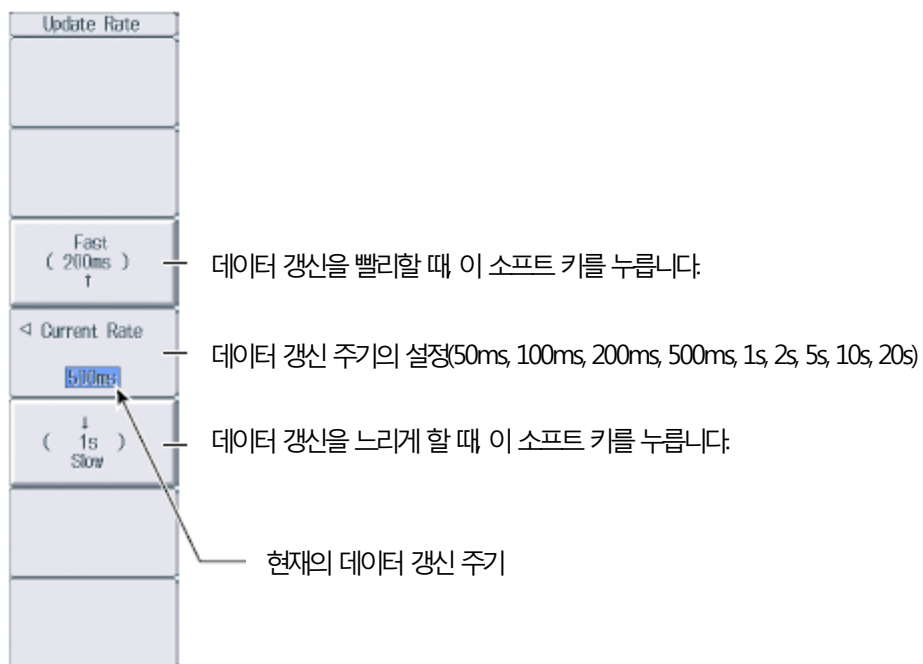 Update Rate
Fast
( 200ms )
↑
데이터 갱신을 빨리할 때, 이 소프트 키를 누릅니다.
◁ Current Rate
500ms
데이터 갱신 주기의 설정(50ms, 100ms, 200ms, 500ms, 1s, 2s, 5s, 10s, 20s)
↓
( 1s )
Slow
데이터 갱신을 느리게 할 때, 이 소프트 키를 누릅니다.
현재의 데이터 갱신 주기